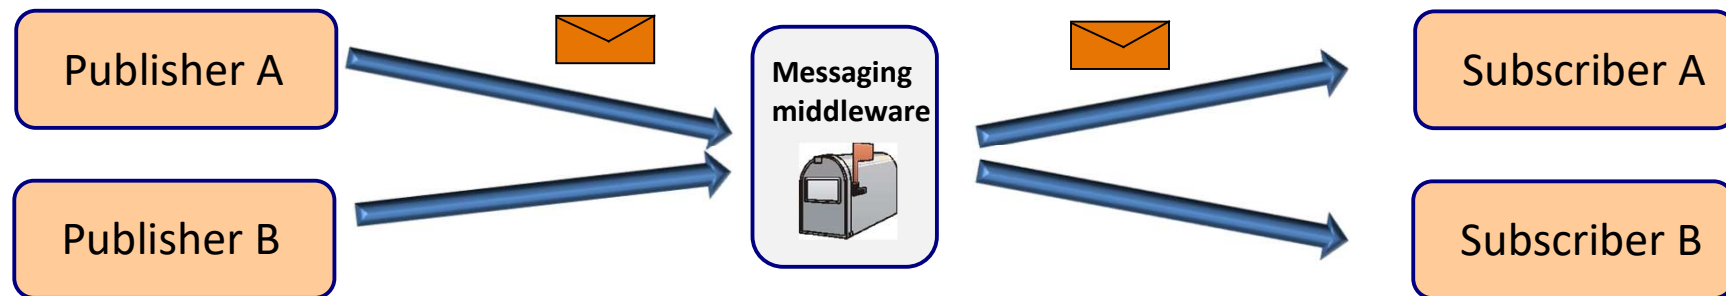 Publisher A
Publisher B
Messaging
middleware
Subscriber A
Subscriber B